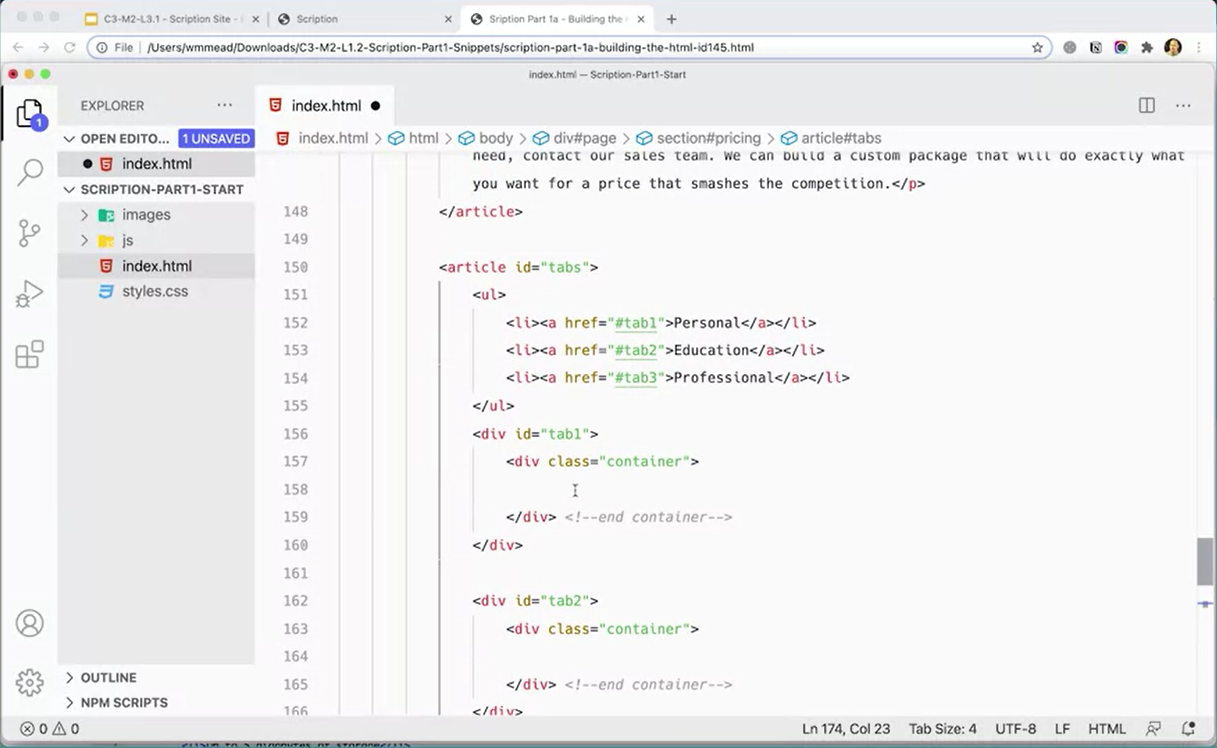 C3-M2-L3.1 - Scription Site -
Scription
Sription Part 1a - Building the
File /Users/wmmead/Downloads/C3-M2-L1.2-Scription-Part1-Snippets/scription-part-1a-building-the-html-id145.html
index.html — Scription-Part1-Start
EXPLORER
index.html
OPEN EDITO... 1 UNSAVED
index.html > html > body > div#page > section#pricing > article#tabs
index.html
SCRIPTION-PART1-START
images
js
index.html
styles.css
need, contact our sales team. We can build a custom package that will do exactly what
you want for a price that smashes the competition.</p>
148 </article>
149
150 <article id="tabs">
151 <ul>
152 <li><a href="#tab1">Personal</a></li>
153 <li><a href="#tab2">Education</a></li>
154 <li><a href="#tab3">Professional</a></li>
155 </ul>
156 <div id="tab1">
157 <div class="container">
158
159 </div> <!--end container-->
160 </div>
161
162 <div id="tab2">
163 <div class="container">
164
165 </div> <!--end container-->
166 </div>
1
OUTLINE
NPM SCRIPTS
0 0 Ln 174, Col 23 Tab Size: 4 UTF-8 LF HTML